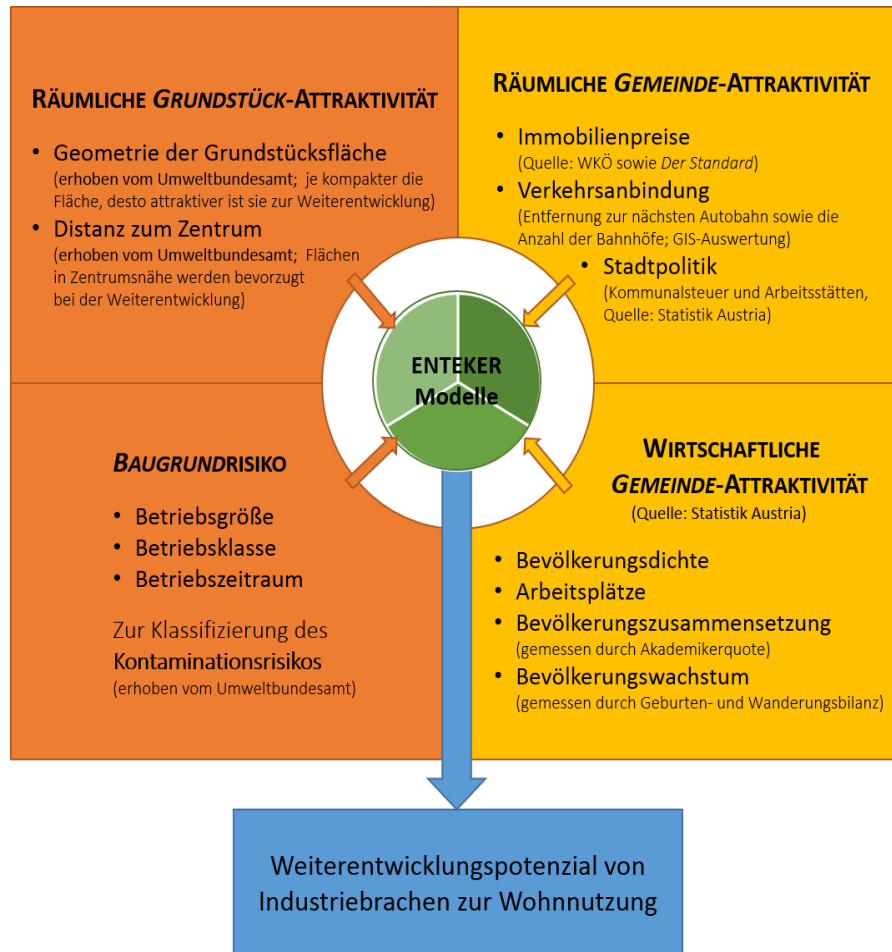 RÄUMLICHE GRUNDSTÜCK-ATTRAKTIVITÄT
• Geometrie der Grundstücksfläche
(erhoben vom Umweltbundesamt; je kompakter die
Fläche, desto attraktiver ist sie zur Weiterentwicklung)
• Distanz zum Zentrum
(erhoben vom Umweltbundesamt; Flächen
in Zentrumsnähe werden bevorzugt
bei der Weiterentwicklung)
RÄUMLICHE GEMEINDE-ATTRAKTIVITÄT
• Immobilienpreise
(Quelle: WKÖ sowie Der Standard)
• Verkehrsanbindung
(Entfernung zur nächsten Autobahn sowie die
Anzahl der Bahnhöfe; GIS-Auswertung)
• Stadtpolitik
(Kommunalsteuer und Arbeitsstätten,
Quelle: Statistik Austria)
ENTEKER
Modelle
BAUGRUNDRISIKO
• Betriebsgröße
• Betriebsklasse
• Betriebszeitraum
Zur Klassifizierung des
Kontaminationsrisikos
(erhoben vom Umweltbundesamt)
WIRTSCHAFTLICHE
GEMEINDE-ATTRAKTIVITÄT
(Quelle: Statistik Austria)
• Bevölkerungsdichte
• Arbeitsplätze
• Bevölkerungszusammensetzung
(gemessen durch Akademikerquote)
• Bevölkerungswachstum
(gemessen durch Geburten- und Wanderungsbilanz)
Weiterentwicklungspotenzial von
Industriebrachen zur Wohnnutzung